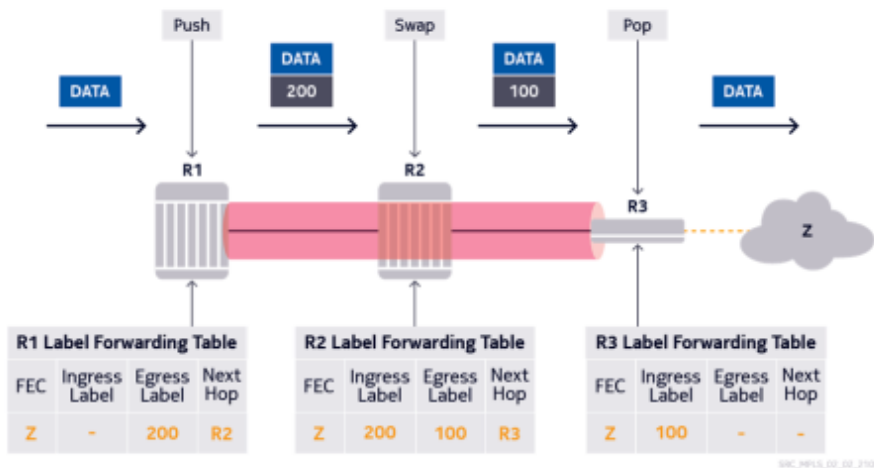 Push Swap Pop
DATA DATA
DATA 200 100 DATA
R1 R2
R3
Z
R1 Label Forwarding Table
FEC Ingress Label Egress Label Next Hop
Z - 200 R2
R2 Label Forwarding Table
FEC Ingress Label Egress Label Next Hop
Z 200 100 R3
R3 Label Forwarding Table
FEC Ingress Label Egress Label Next Hop
Z 100 - -